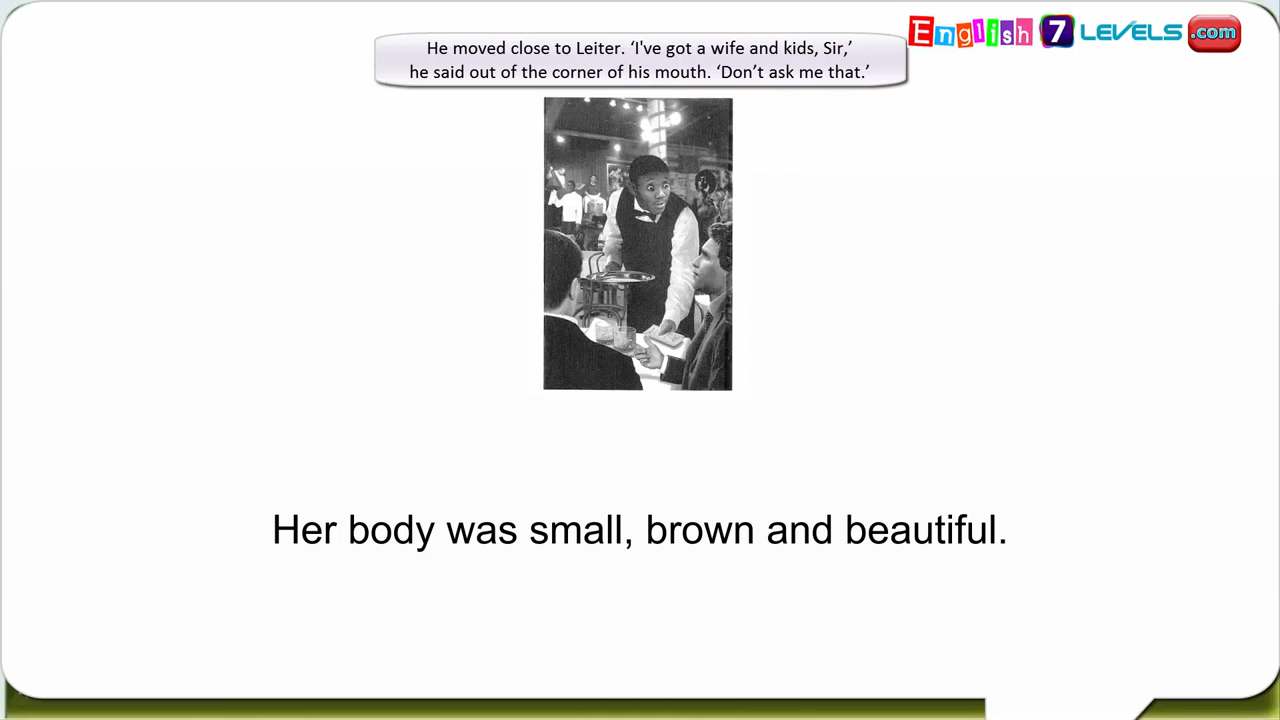 He moved close to Leiter. ‘I've got a wife and kids, Sir,’
he said out of the corner of his mouth. ‘Don’t ask me that.’
English 7 LEVELS .com
Her body was small, brown and beautiful.